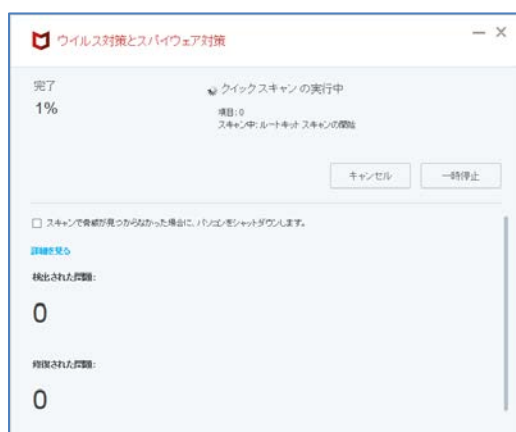 ウイルス対策とスパイウェア対策
完了
1%
クイックスキャン の実行中
項目: 0
スキャン中: ルートキット スキャンの開始
キャンセル
一時停止
スキャンで脅威が見つからなかった場合に、パソコンをシャットダウンします。
詳細を見る
検出された問題:
0
修復された問題:
0